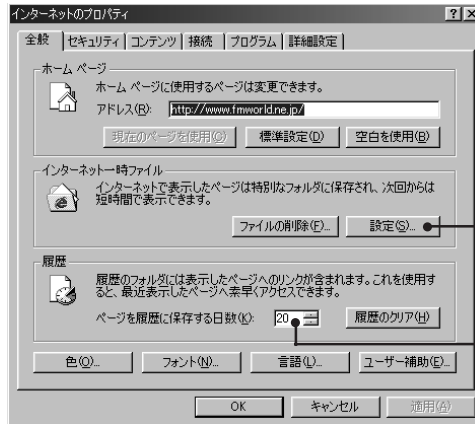 インターネットのプロパティ
? ×
全般 セキュリティ コンテンツ 接続 プログラム 詳細設定
ホーム ページ
ホーム ページに使用するページは変更できます。
アドレス(R): http://www.fmworld.ne.jp/
現在のページを使用(C) 標準設定(D) 空白を使用(B)
インターネット一時ファイル
インターネットで表示したページは特別なフォルダに保存され、次回からは
短時間で表示できます。
ファイルの削除(F)... 設定(S)...
履歴
履歴のフォルダには表示したページへのリンクが含まれます。これを使用す
ると、最近表示したページへ素早くアクセスできます。
ページを履歴に保存する日数(K): 20 履歴のクリア(H)
色(O)... フォント(N)... 言語(L)... ユーザー補助(E)...
OK キャンセル 適用(A)